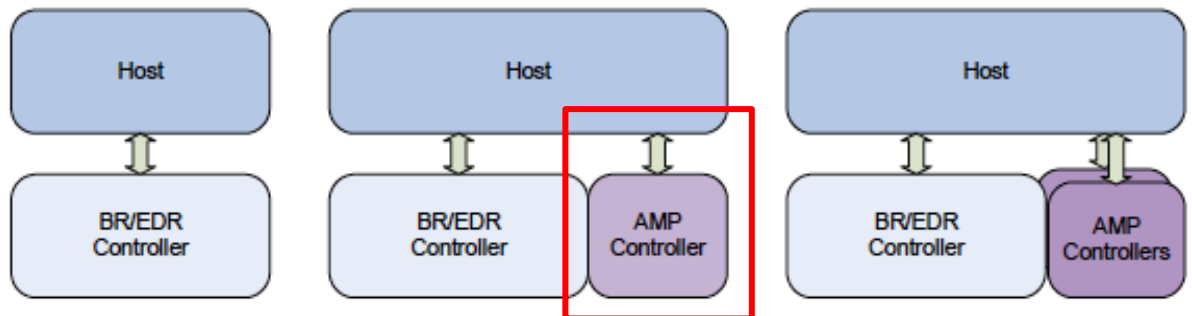 Host
Host
Host
BR/EDR
Controller
BR/EDR
Controller
AMP
Controller
BR/EDR
Controller
AMP
Controllers